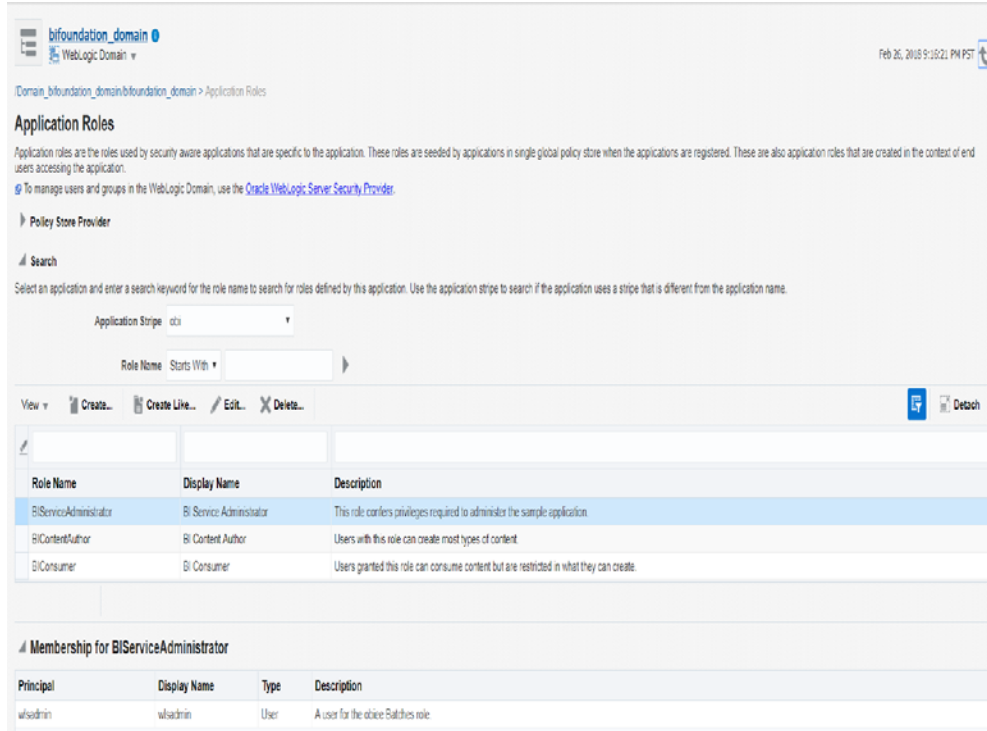 bifoundation_domain
WebLogic Domain
Feb 26, 2018 9:16:21 PM PST
/Domain_bifoundation_domain/bifoundation_domain > Application Roles
Application Roles
Application roles are the roles used by security aware applications that are specific to the application. These roles are seeded by applications in single global policy store when the applications are registered. These are also application roles that are created in the context of end
users accessing the application.
To manage users and groups in the WebLogic Domain, use the Oracle WebLogic Server Security Provider.
Policy Store Provider
Search
Select an application and enter a search keyword for the role name to search for roles defined by this application. Use the application stripe to search if the application uses a stripe that is different from the application name.
Application Stripe obi
Role Name Starts With
View Create... Create Like... Edit... Delete... Detach
Role Name Display Name Description
BIServiceAdministrator BI Service Administrator This role confers privileges required to administer the sample application.
BIContentAuthor BI Content Author Users with this role can create most types of content.
BIConsumer BI Consumer Users granted this role can consume content but are restricted in what they can create.
Membership for BIServiceAdministrator
Principal Display Name Type Description
wlsadmin wlsadmin User A user for the obiee Batches role